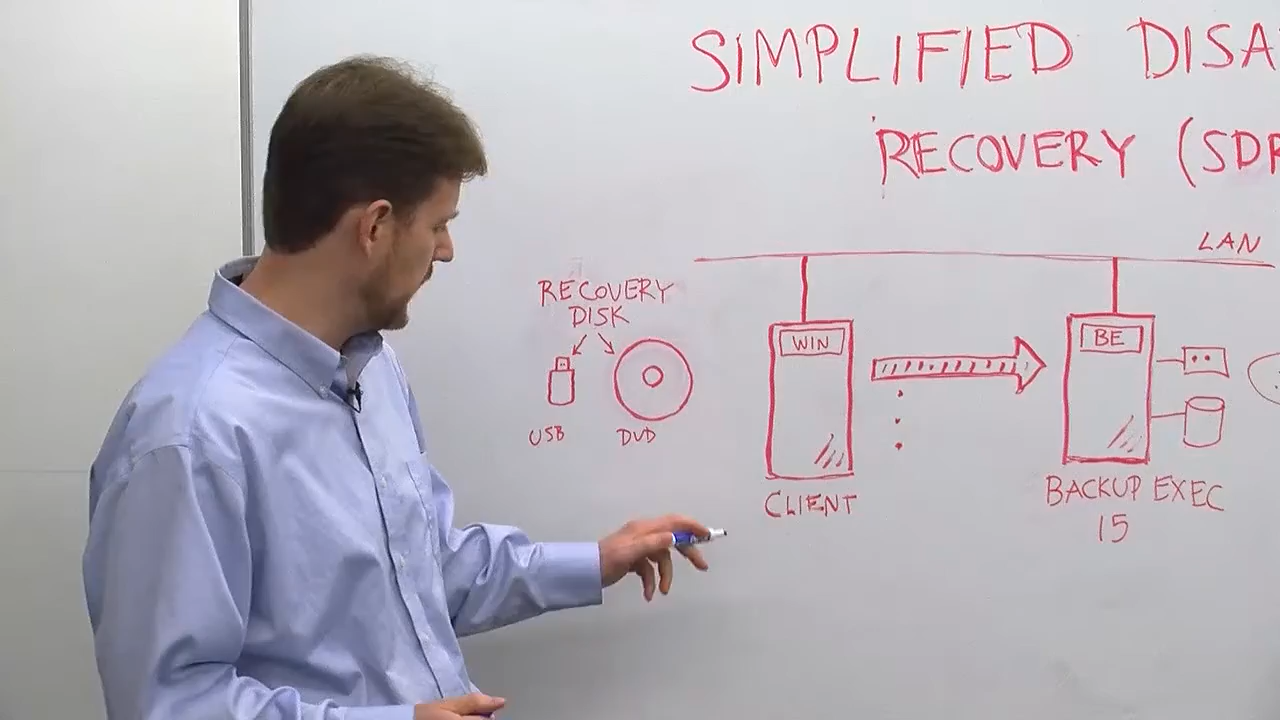 SIMPLIFIED DISA
RECOVERY (SDR
LAN
RECOVERY
DISK
WIN
BE
USB
DVD
CLIENT
BACKUP EXEC
15